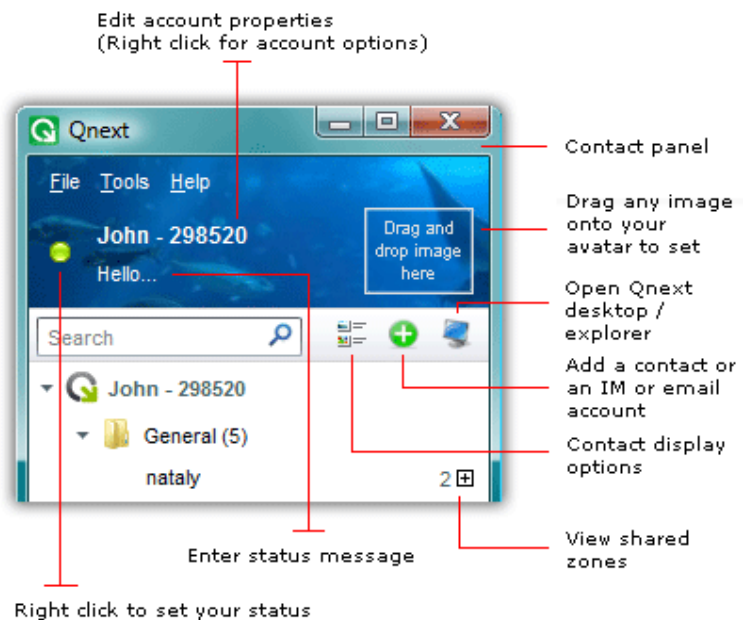 Edit account properties
(Right click for account options)
Qnext
X
Contact panel
File Tools Help
John - 298520
Hello...
Drag and
drop image
here
Drag any image
onto your
avatar to set
Open Qnext
desktop /
explorer
Search
Add a contact or
an IM or email
account
John - 298520
General (5)
Contact display
options
nataly
2
View shared
zones
Enter status message
Right click to set your status